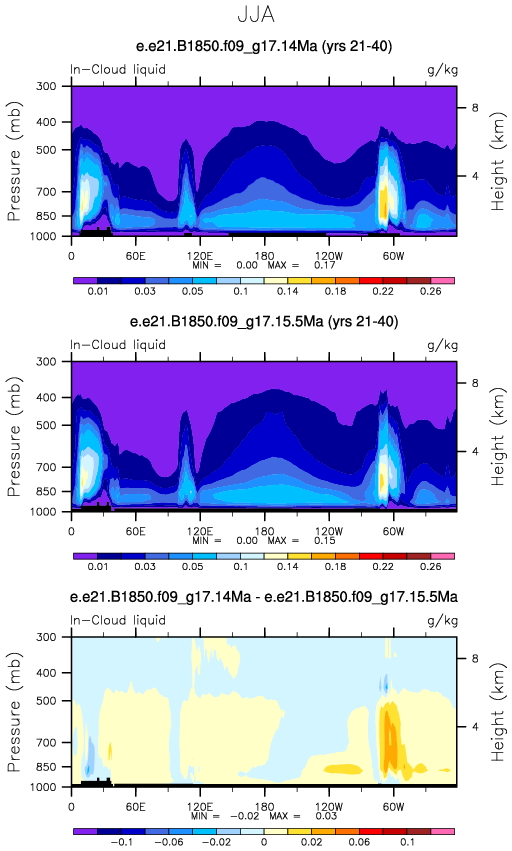 JJA
e.e21.B1850.f09_g17.14Ma (yrs 21-40)
In-Cloud liquid g/kg
300
400
500
700
850
1000
Pressure (mb)
8
4
Height (km)
0 60E 120E 180 120W 60W
MIN = 0.00 MAX = 0.17
0.01 0.03 0.05 0.1 0.14 0.18 0.22 0.26
e.e21.B1850.f09_g17.15.5Ma (yrs 21-40)
In-Cloud liquid g/kg
300
400
500
700
850
1000
Pressure (mb)
8
4
Height (km)
0 60E 120E 180 120W 60W
MIN = 0.00 MAX = 0.15
0.01 0.03 0.05 0.1 0.14 0.18 0.22 0.26
e.e21.B1850.f09_g17.14Ma - e.e21.B1850.f09_g17.15.5Ma
In-Cloud liquid g/kg
300
400
500
700
850
1000
Pressure (mb)
8
4
Height (km)
0 60E 120E 180 120W 60W
MIN = -0.02 MAX = 0.03
-0.1 -0.06 -0.02 0 0.02 0.06 0.1